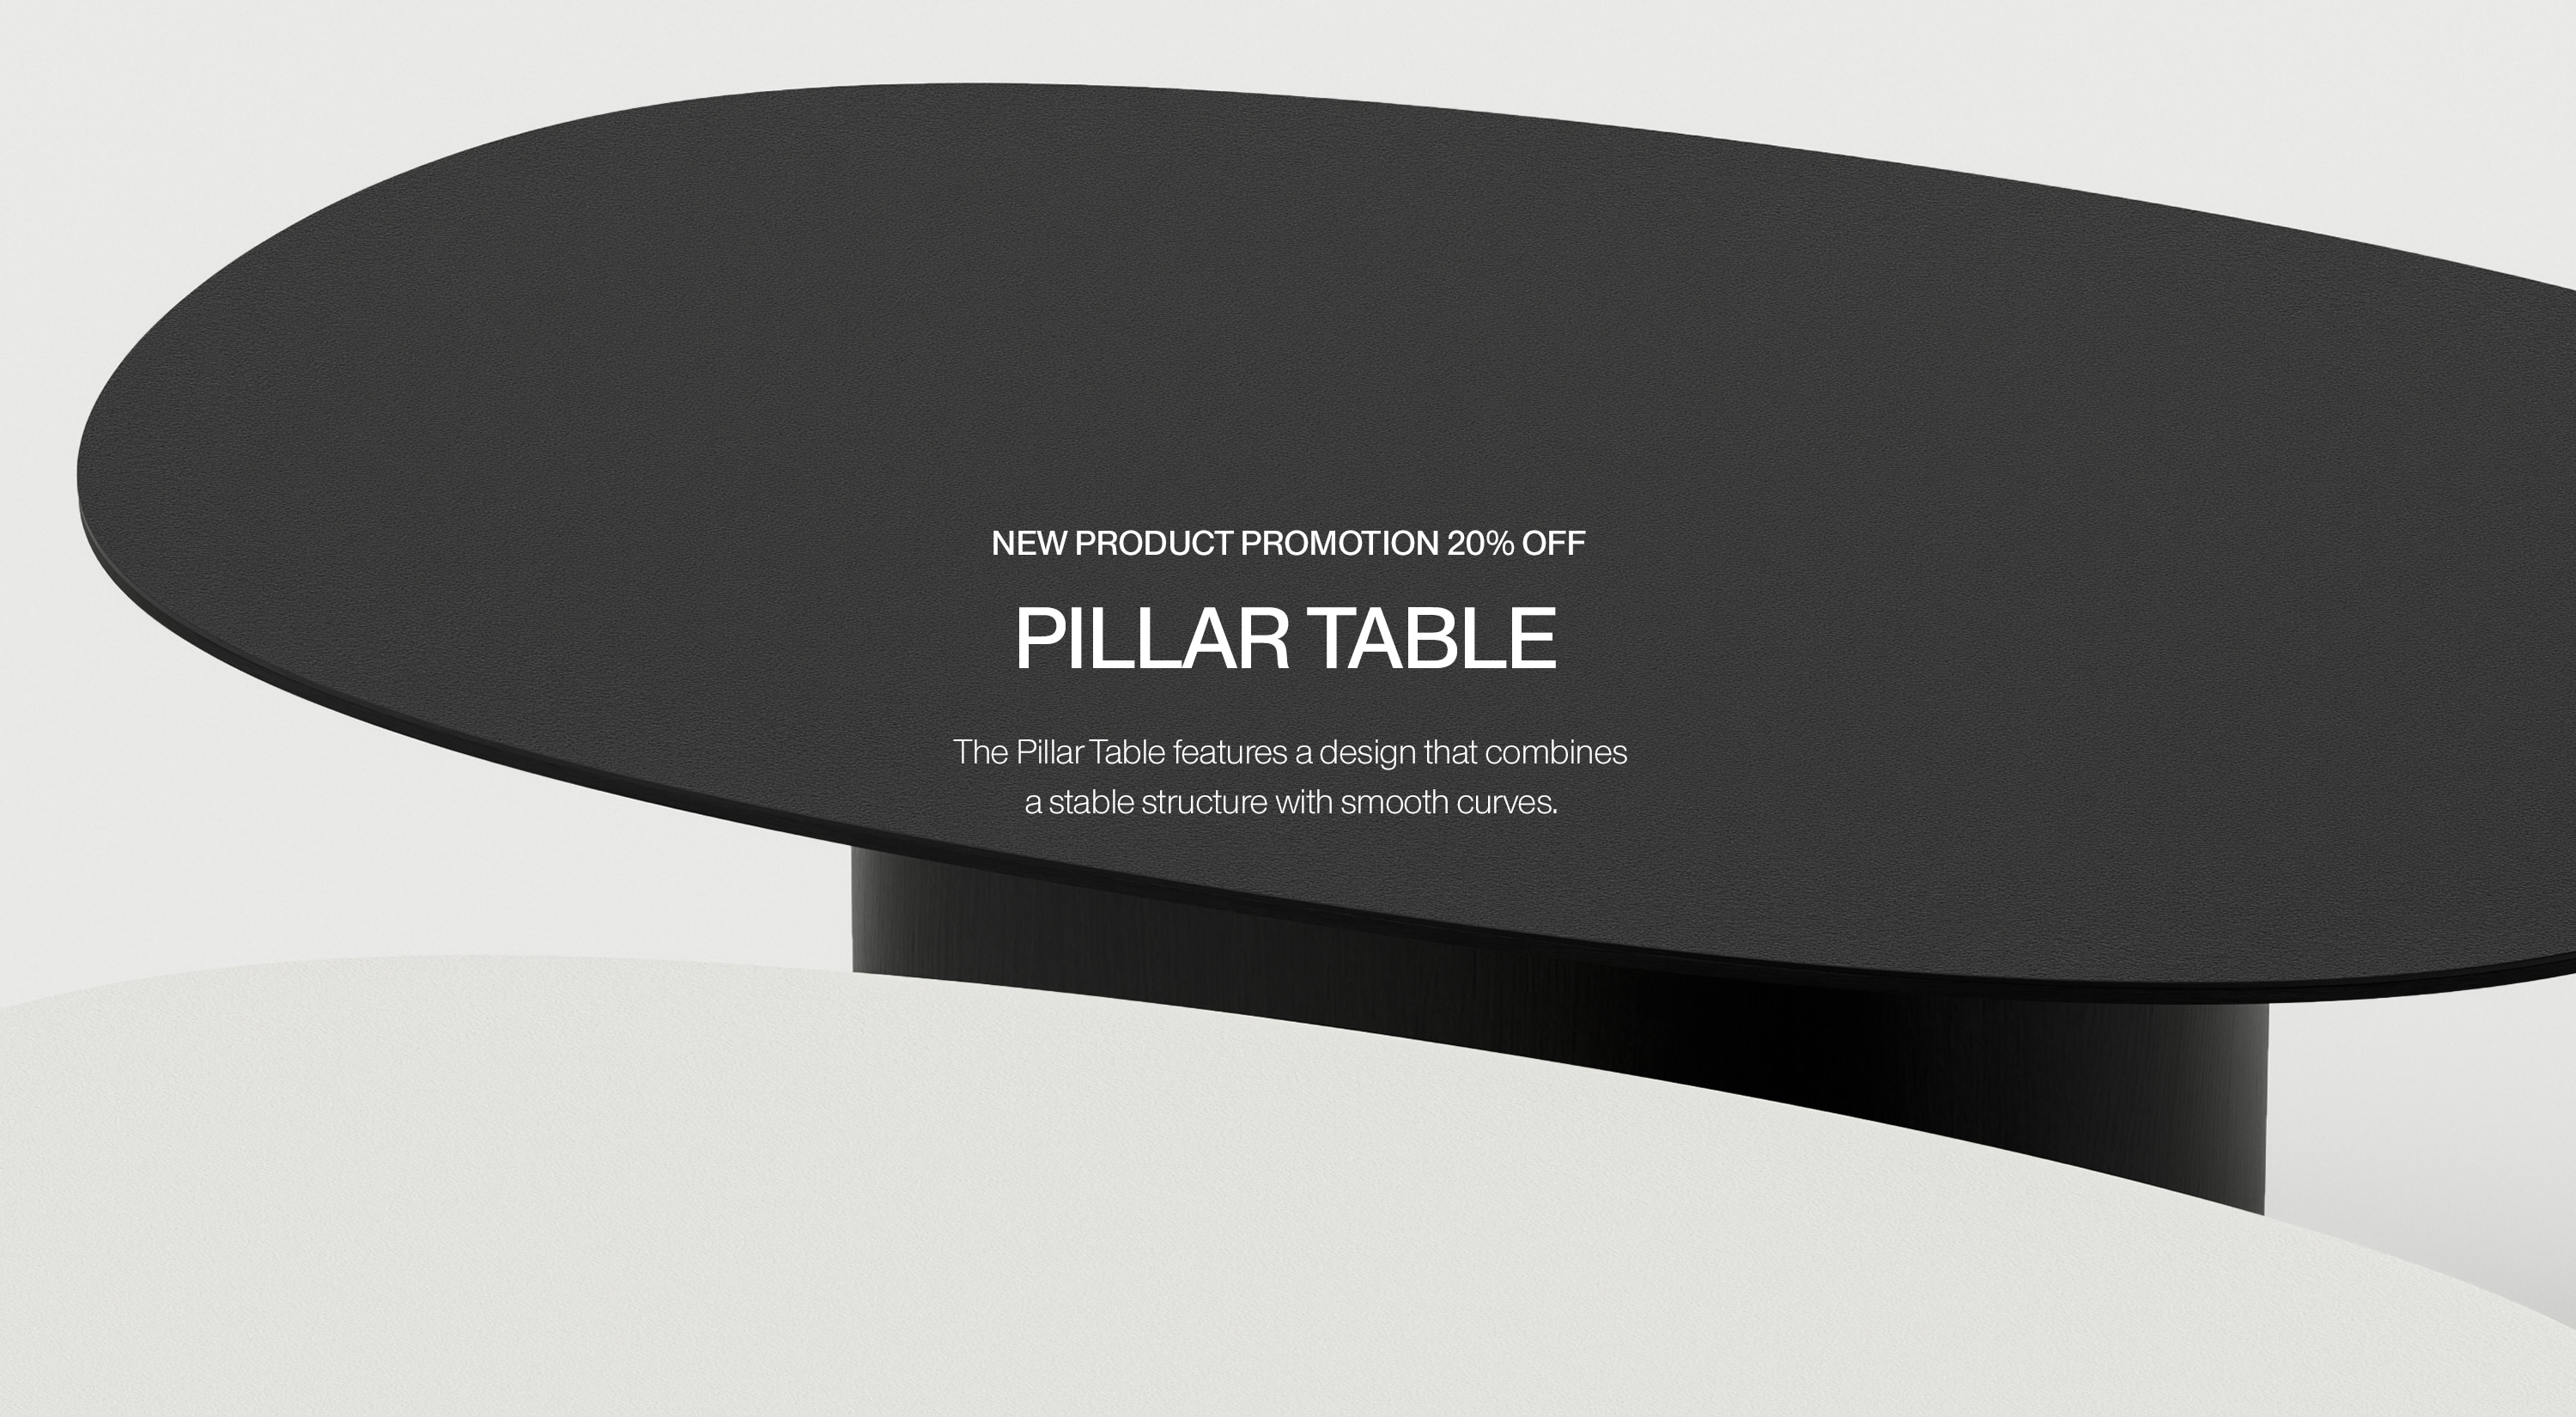 NEW PRODUCT PROMOTION 20% OFF
PILLAR TABLE
The Pillar Table features a design that combines
a stable structure with smooth curves.